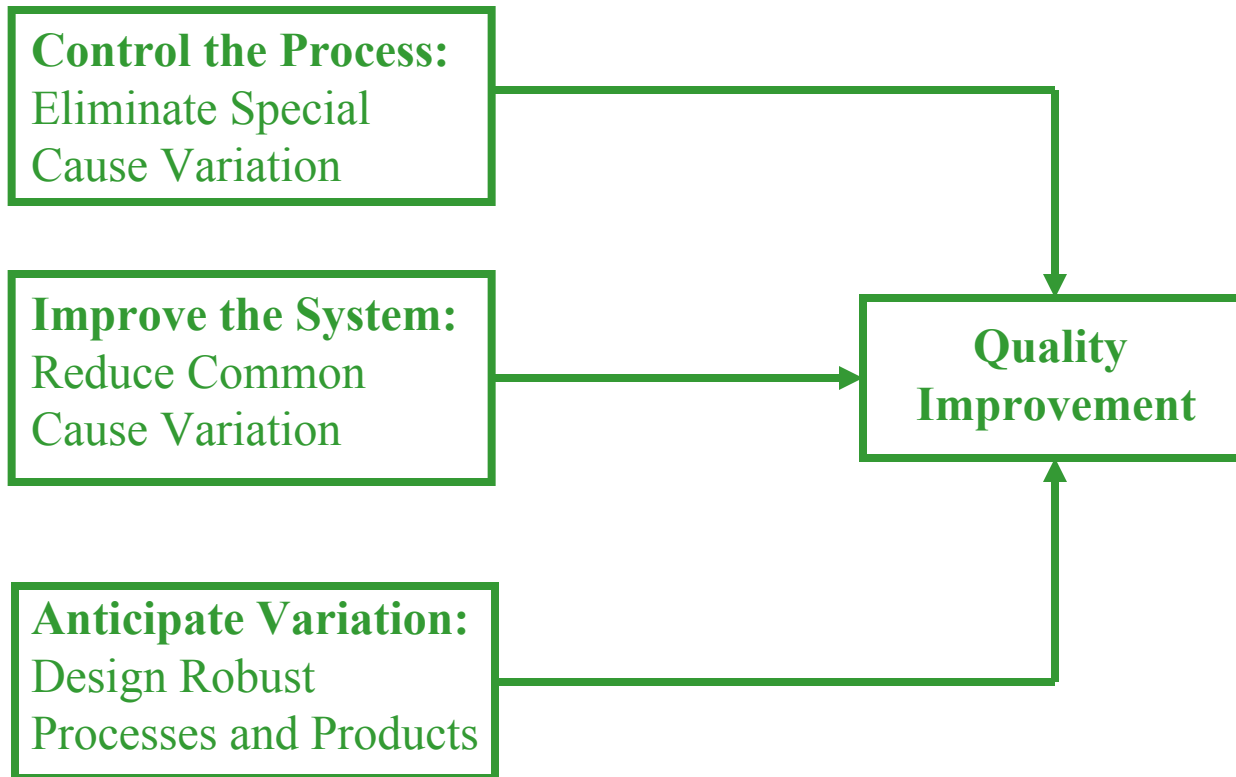 Control the Process:
Eliminate Special
Cause Variation
Improve the System:
Reduce Common
Cause Variation
Quality
Improvement
Anticipate Variation:
Design Robust
Processes and Products